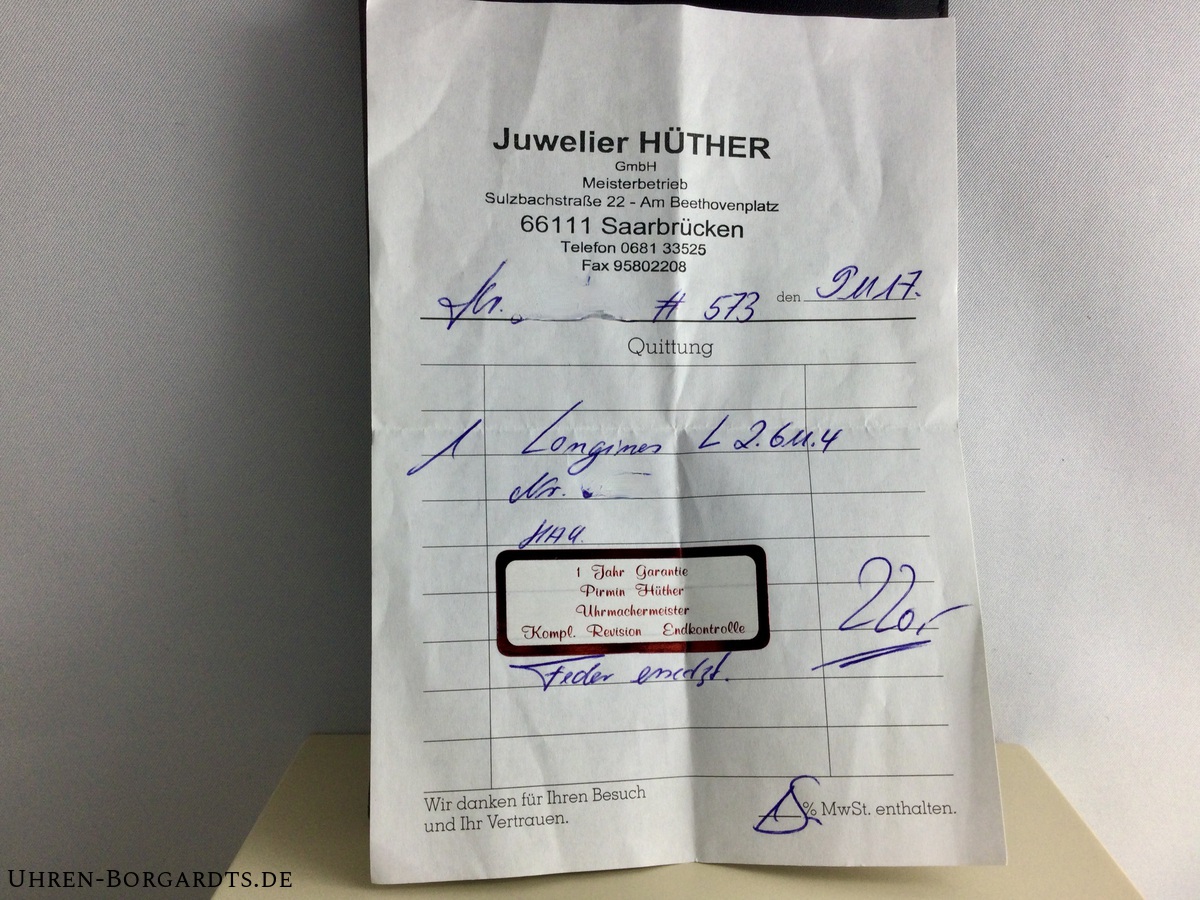 Juwelier HÜTHER
GmbH
Meisterbetrieb
Sulzbachstraße 22 - Am Beethovenplatz
66111 Saarbrücken
Telefon 0681 33525
Fax 95802208
# 573 den 9 11 17.
Quittung
1 Longines L 2.611.4
Nr.
1 Jahr Garantie
Pirmin Hüther
Uhrmachermeister
Kompl. Revision Endkontrolle
220,-
Feder ersetzt.
Wir danken für Ihren Besuch
und Ihr Vertrauen.
% MwSt. enthalten.
UHREN-BORGARDTS.DE